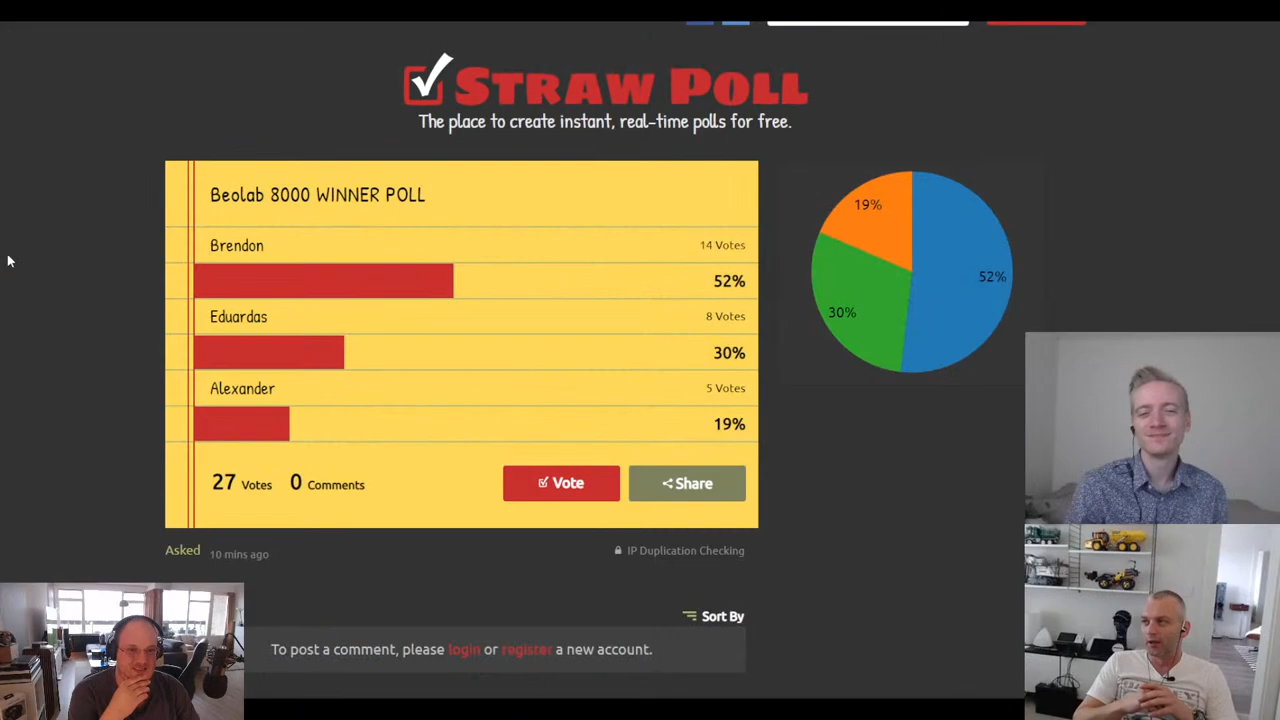 STRAW POLL
The place to create instant, real-time polls for free.
Beolab 8000 WINNER POLL
Brendon
14 Votes
52%
Eduardas
8 Votes
30%
Alexander
5 Votes
19%
27 Votes 0 Comments
Vote
Share
Asked 10 mins ago
IP Duplication Checking
Sort By
To post a comment, please login or register a new account.
19%
52%
30%